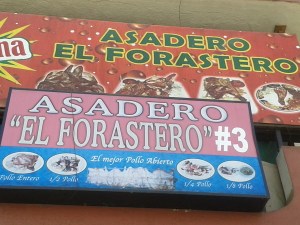 ASADERO
EL FORASTERO
ASADERO
"EL FORASTERO" #3
El mejor Pollo Abierto
Pollo Entero
1/2 Pollo
1/4 Pollo
1/8 Pollo